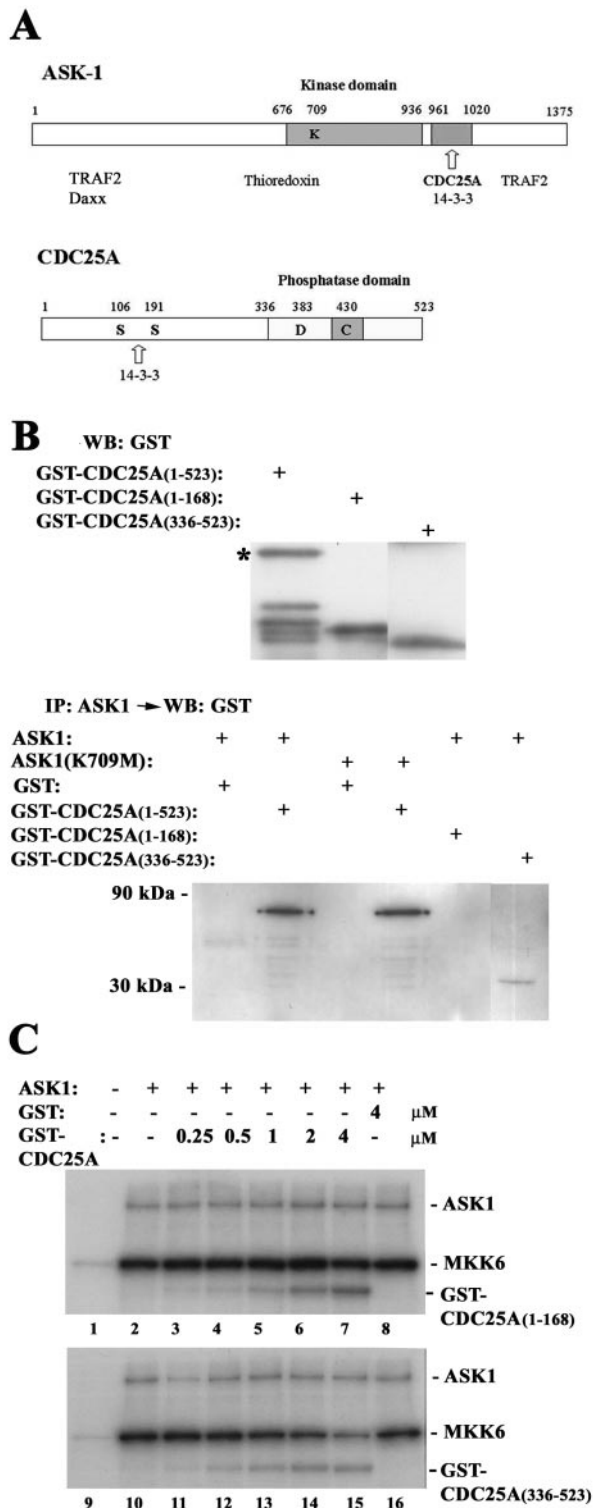 A
ASK-1
Kinase domain
1 676 709 936 961 1020 1375
K
TRAF2 Thioredoxin CDC25A TRAF2
Daxx 14-3-3
CDC25A
Phosphatase domain
1 106 191 336 383 430 523
S S D C
14-3-3
B WB: GST
GST-CDC25A(1-523): +
GST-CDC25A(1-168): +
GST-CDC25A(336-523): +
*
IP: ASK1 → WB: GST
ASK1: + + + +
ASK1(K709M): + +
GST: + +
GST-CDC25A(1-523): + +
GST-CDC25A(1-168): +
GST-CDC25A(336-523): +
90 kDa -
30 kDa -
C
ASK1: - + + + + + + +
GST: - - - - - - - 4 μM
GST- : - - 0.25 0.5 1 2 4 - μM
CDC25A
- ASK1
- MKK6
- GST-
CDC25A(1-168)
1 2 3 4 5 6 7 8
- ASK1
- MKK6
- GST-
CDC25A(336-523)
9 10 11 12 13 14 15 16